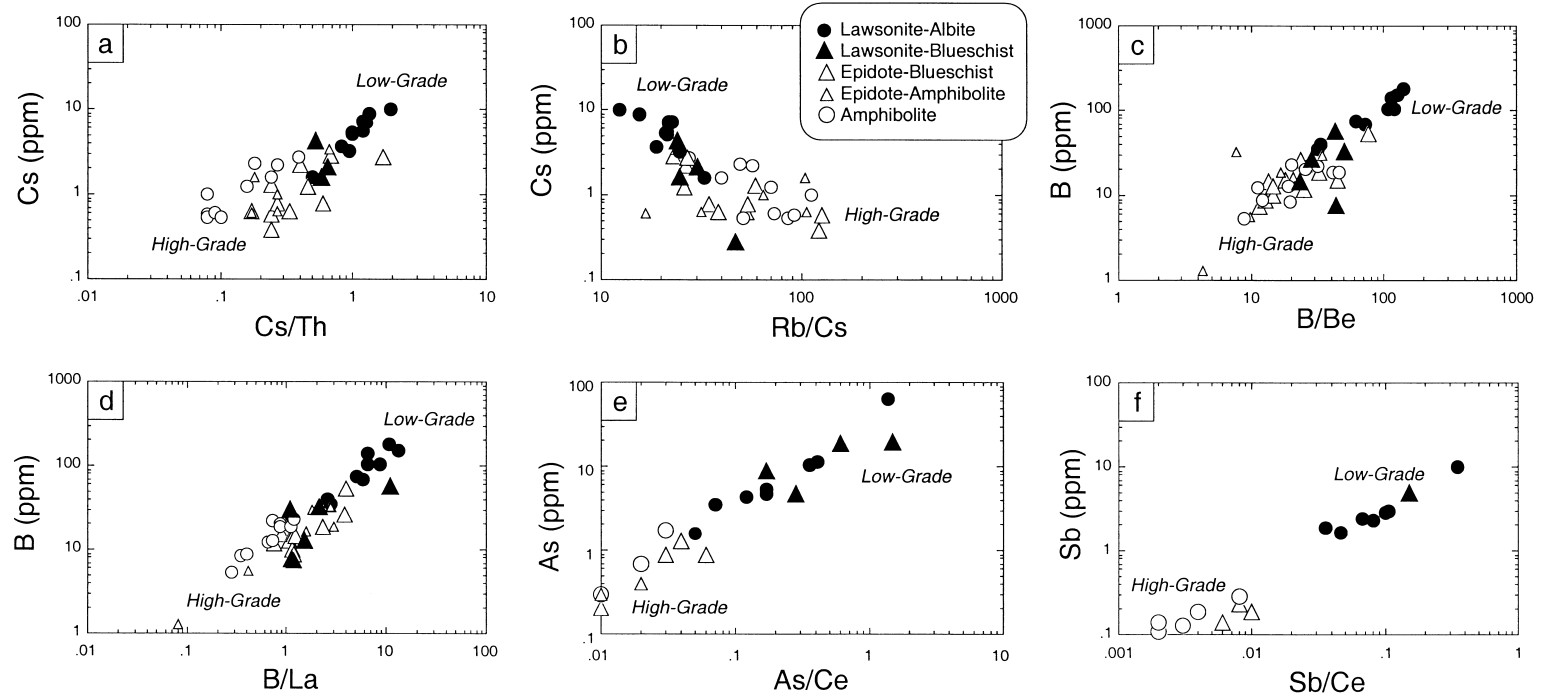 a
100
10
1
.1
Cs (ppm)
Low-Grade
High-Grade
.01
.1
1
10
Cs/Th
b
100
10
1
.1
Cs (ppm)
Low-Grade
High-Grade
10
100
1000
Rb/Cs
Lawsonite-Albite
Lawsonite-Blueschist
Epidote-Blueschist
Epidote-Amphibolite
Amphibolite
c
1000
100
10
1
B (ppm)
Low-Grade
High-Grade
1
10
100
1000
B/Be
d
1000
100
10
1
B (ppm)
Low-Grade
High-Grade
.01
.1
1
10
100
B/La
e
100
10
1
.1
As (ppm)
Low-Grade
High-Grade
.01
.1
1
10
As/Ce
f
100
10
1
.1
Sb (ppm)
Low-Grade
High-Grade
.001
.01
.1
1
Sb/Ce